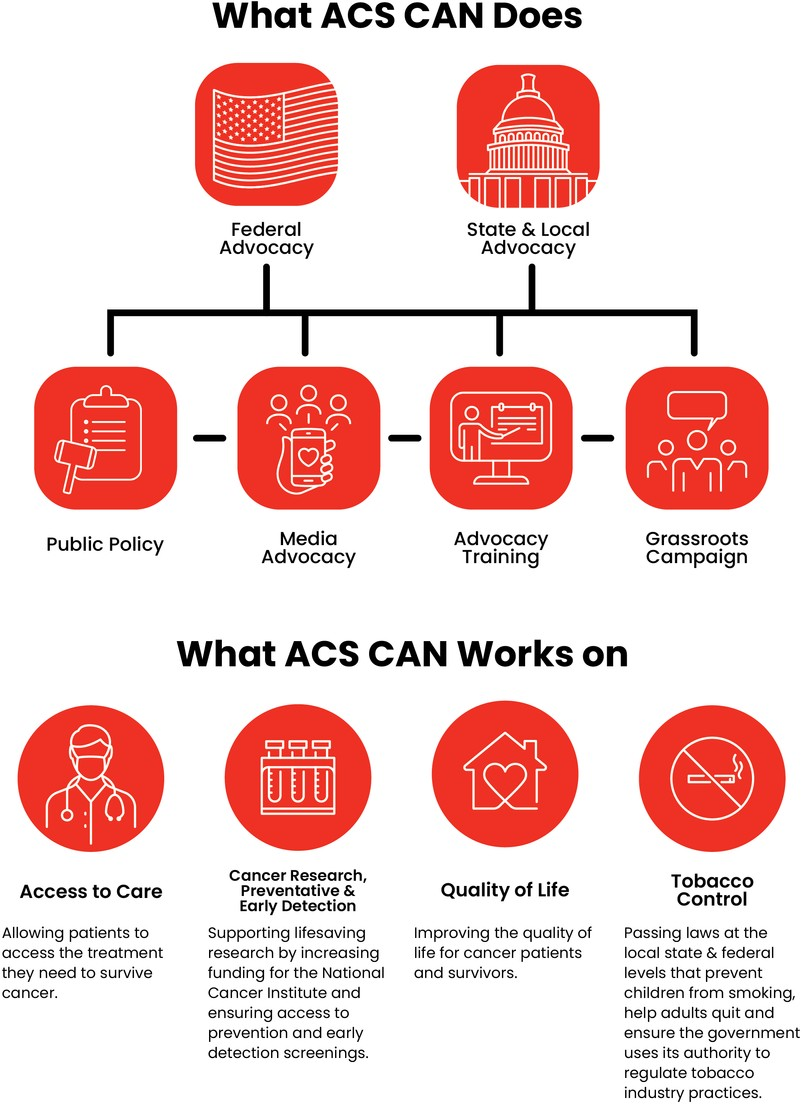 What ACS CAN Does
Federal
Advocacy
State & Local
Advocacy
Public Policy
Media
Advocacy
Advocacy
Training
Grassroots
Campaign
What ACS CAN Works on
Access to Care
Allowing patients to
access the treatment
they need to survive
cancer.
Cancer Research,
Preventative &
Early Detection
Supporting lifesaving
research by increasing
funding for the National
Cancer Institute and
ensuring access to
prevention and early
detection screenings.
Quality of Life
Improving the quality of
life for cancer patients
and survivors.
Tobacco
Control
Passing laws at the
local state & federal
levels that prevent
children from smoking,
help adults quit and
ensure the government
uses its authority to
regulate tobacco
industry practices.